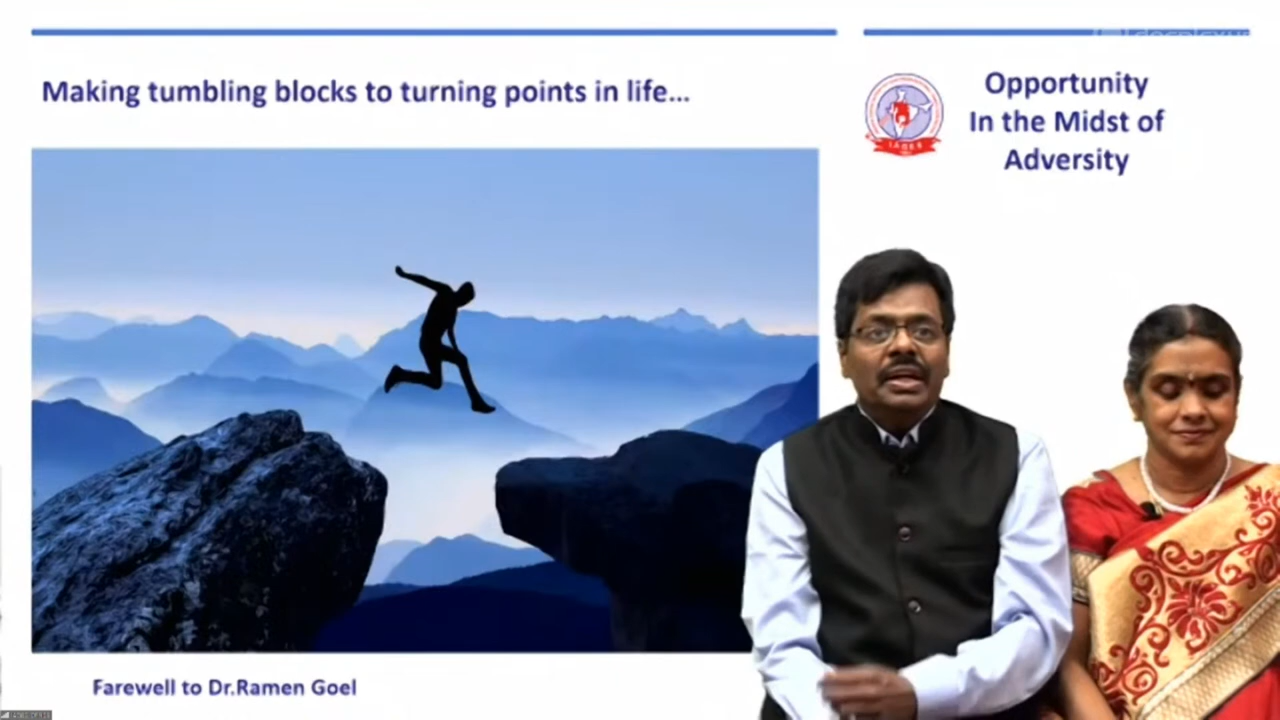 Making tumbling blocks to turning points in life...
Opportunity
In the Midst of
Adversity
Farewell to Dr.Ramen Goel